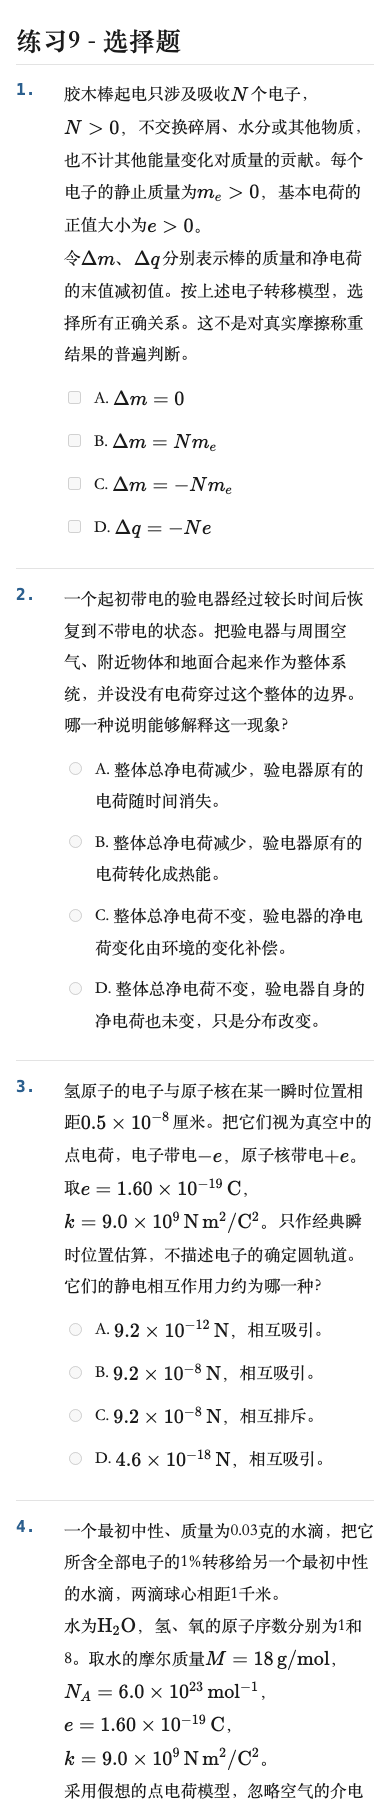 练习9 - 选择题
1.
胶木棒起电只涉及吸收N个电子，
N > 0，不交换碎屑、水分或其他物质，
也不计其他能量变化对质量的贡献。每个
电子的静止质量为mₑ > 0，基本电荷的
正值大小为e > 0。
令Δm、Δq分别表示棒的质量和净电荷
的末值减初值。按上述电子转移模型，选
择所有正确关系。这不是对真实摩擦称重
结果的普遍判断。
A. Δm = 0
B. Δm = Nmₑ
C. Δm = −Nmₑ
D. Δq = −Ne
2.
一个起初带电的验电器经过较长时间后恢
复到不带电的状态。把验电器与周围空
气、附近物体和地面合起来作为整体系
统，并设没有电荷穿过这个整体的边界。
哪一种说明能够解释这一现象？
A. 整体总净电荷减少，验电器原有的
电荷随时间消失。
B. 整体总净电荷减少，验电器原有的
电荷转化成热能。
C. 整体总净电荷不变，验电器的净电
荷变化由环境的变化补偿。
D. 整体总净电荷不变，验电器自身的
净电荷也未变，只是分布改变。
3.
氢原子的电子与原子核在某一瞬时位置相
距0.5 × 10⁻⁸厘米。把它们视为真空中的
点电荷，电子带电−e，原子核带电+e。
取e = 1.60 × 10⁻¹⁹ C，
k = 9.0 × 10⁹ N m²/C²。只作经典瞬
时位置估算，不描述电子的确定圆轨道。
它们的静电相互作用力约为哪一种？
A. 9.2 × 10⁻¹² N，相互吸引。
B. 9.2 × 10⁻⁸ N，相互吸引。
C. 9.2 × 10⁻⁸ N，相互排斥。
D. 4.6 × 10⁻¹⁸ N，相互吸引。
4.
一个最初中性、质量为0.03克的水滴，把它
所含全部电子的1%转移给另一个最初中性
的水滴，两滴球心相距1千米。
水为H₂O，氢、氧的原子序数分别为1和
8。取水的摩尔质量M = 18 g/mol，
N_A = 6.0 × 10²³ mol⁻¹，
e = 1.60 × 10⁻¹⁹ C，
k = 9.0 × 10⁹ N m²/C²。
采用假想的点电荷模型，忽略空气的介电